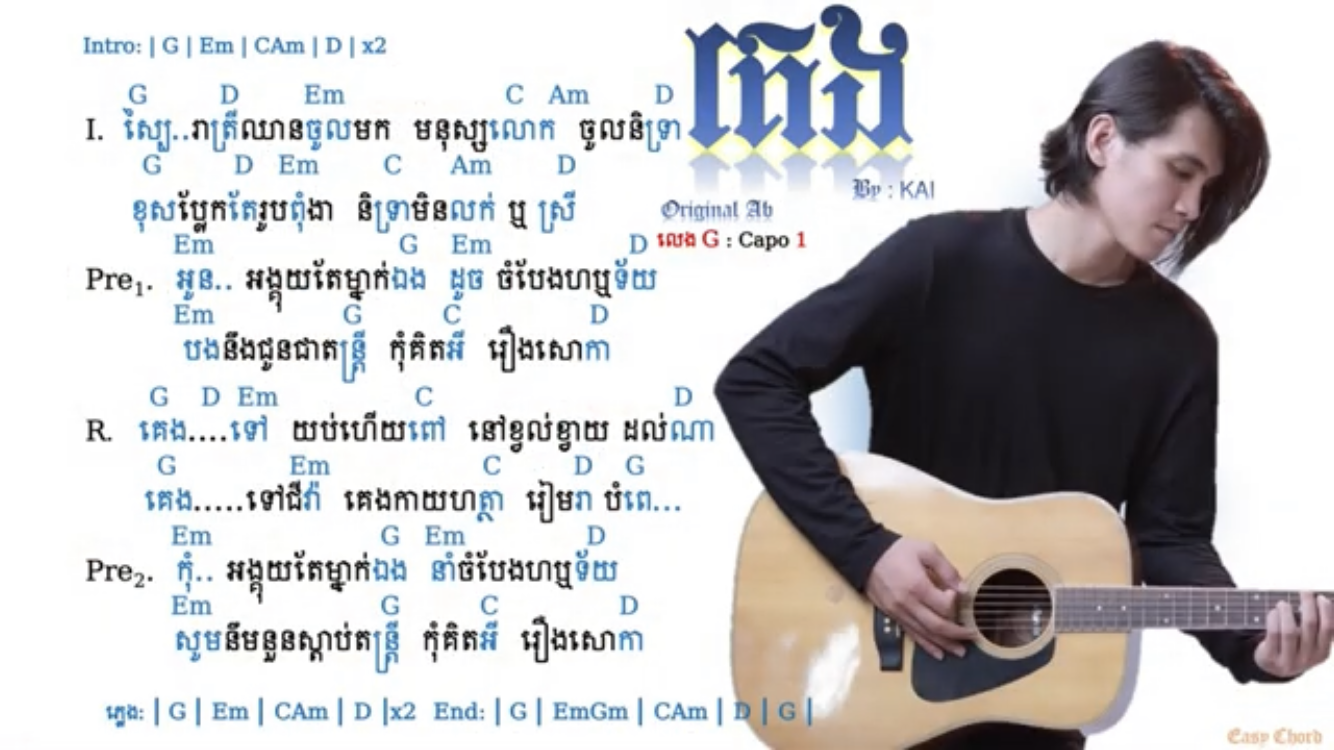 Intro: | G | Em | CAm | D | x2
គេង
By : KAI
Original Ab
លេង G : Capo 1
G D Em C Am D
I. ស្បៃ..រាត្រីឈានចូលមក មនុស្សលោក ចូលនិទ្រា
G D Em C Am D
ខុសប្លែកតែរូបពុំងា និទ្រាមិនលក់ ឬ ស្រី
Em G Em D
Pre1. អូន.. អង្គុយតែម្នាក់ឯង ដូច ចំបែងហឬទ័យ
Em G C D
បងនឹងជូនជាតន្ត្រី កុំគិតអី រឿងសោកា
G D Em C D
R. គេង....ទៅ យប់ហើយពៅ នៅខ្វល់ខ្វាយ ដល់ណា
G Em C D G
គេង.....ទៅជីវ៉ា គេងកាយហត្ថា រៀមរា បំពេ...
Em G Em D
Pre2. កុំ.. អង្គុយតែម្នាក់ឯង នាំចំបែងហឬទ័យ
Em G C D
សូមនឹមនួនស្តាប់តន្ត្រី កុំគិតអី រឿងសោកា
ភ្លេង: | G | Em | CAm | D |x2 End: | G | EmGm | CAm | D | G |
Easy Chord